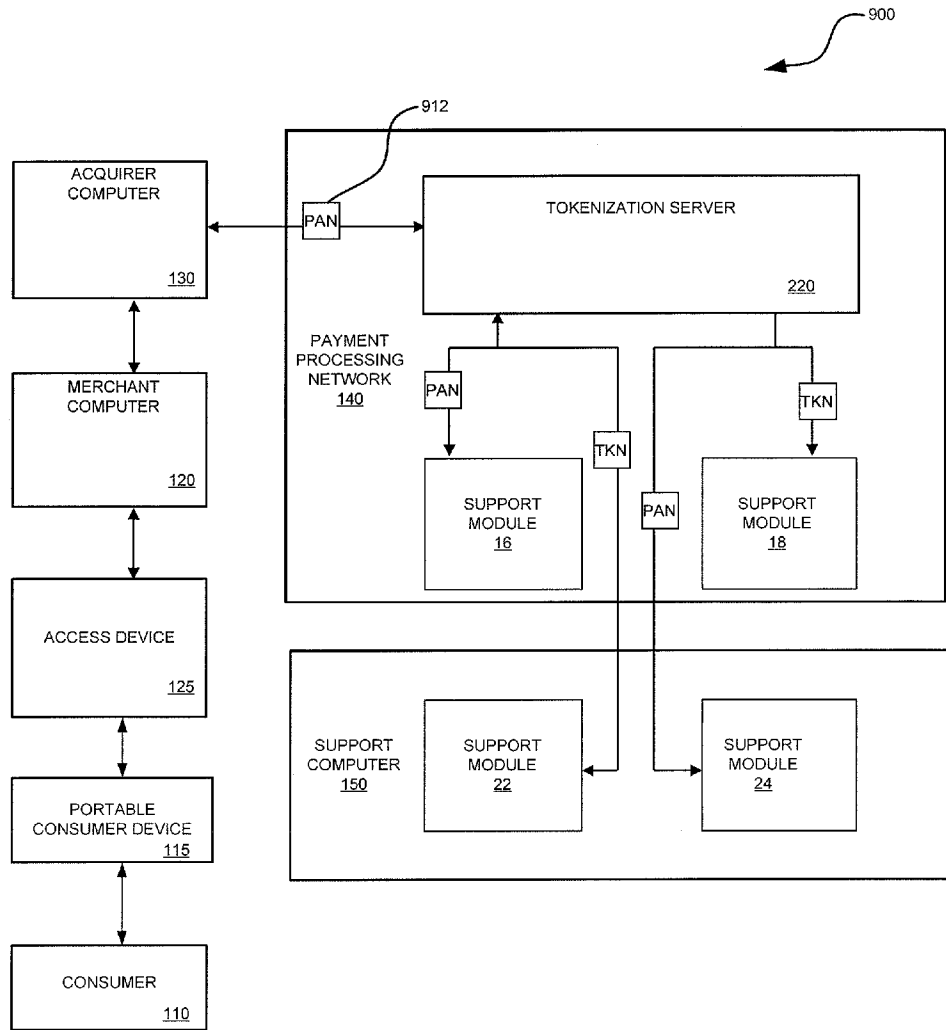 900
912
ACQUIRER
COMPUTER
130
PAN
TOKENIZATION SERVER
220
PAYMENT
PROCESSING
NETWORK
140
MERCHANT
COMPUTER
120
PAN
TKN
TKN
PAN
SUPPORT
MODULE
16
SUPPORT
MODULE
18
ACCESS DEVICE
125
SUPPORT
COMPUTER
150
SUPPORT
MODULE
22
SUPPORT
MODULE
24
PORTABLE
CONSUMER DEVICE
115
CONSUMER
110